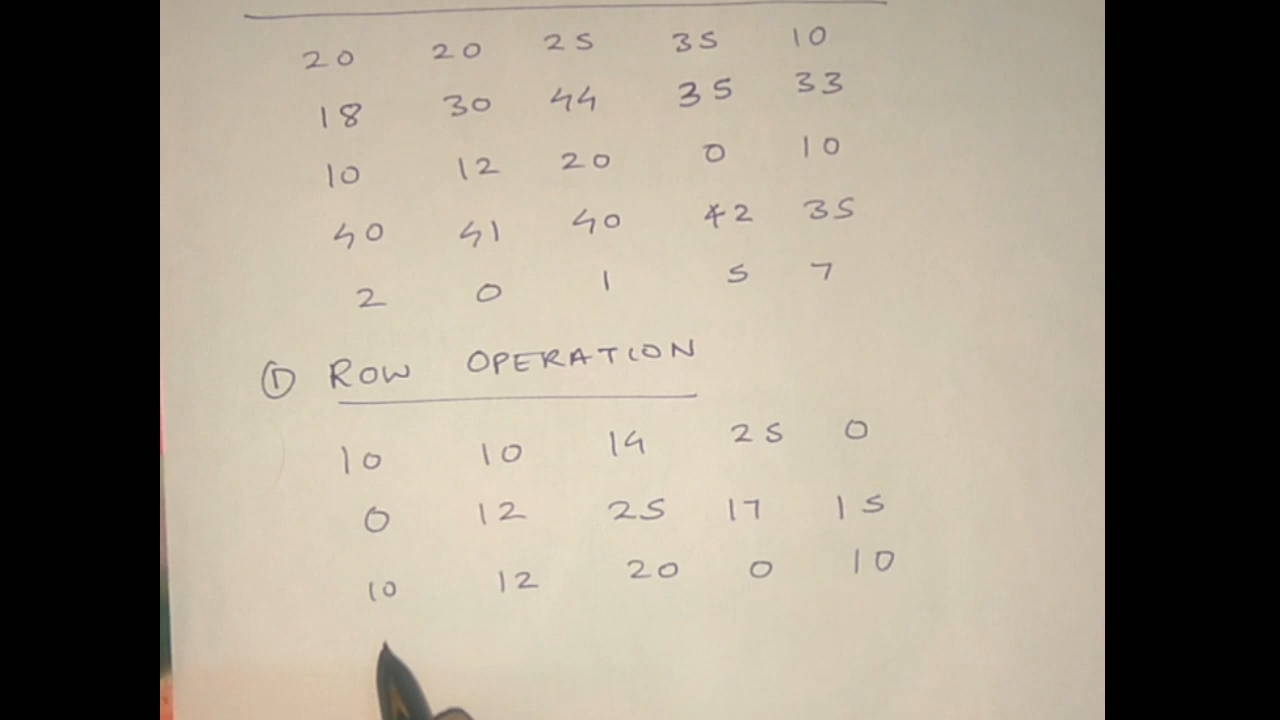 20 20 25 35 10
18 30 44 35 33
10 12 20 0 10
40 41 40 42 35
2 0 1 5 7
① ROW OPERATION
10 10 14 25 0
0 12 25 17 15
10 12 20 0 10